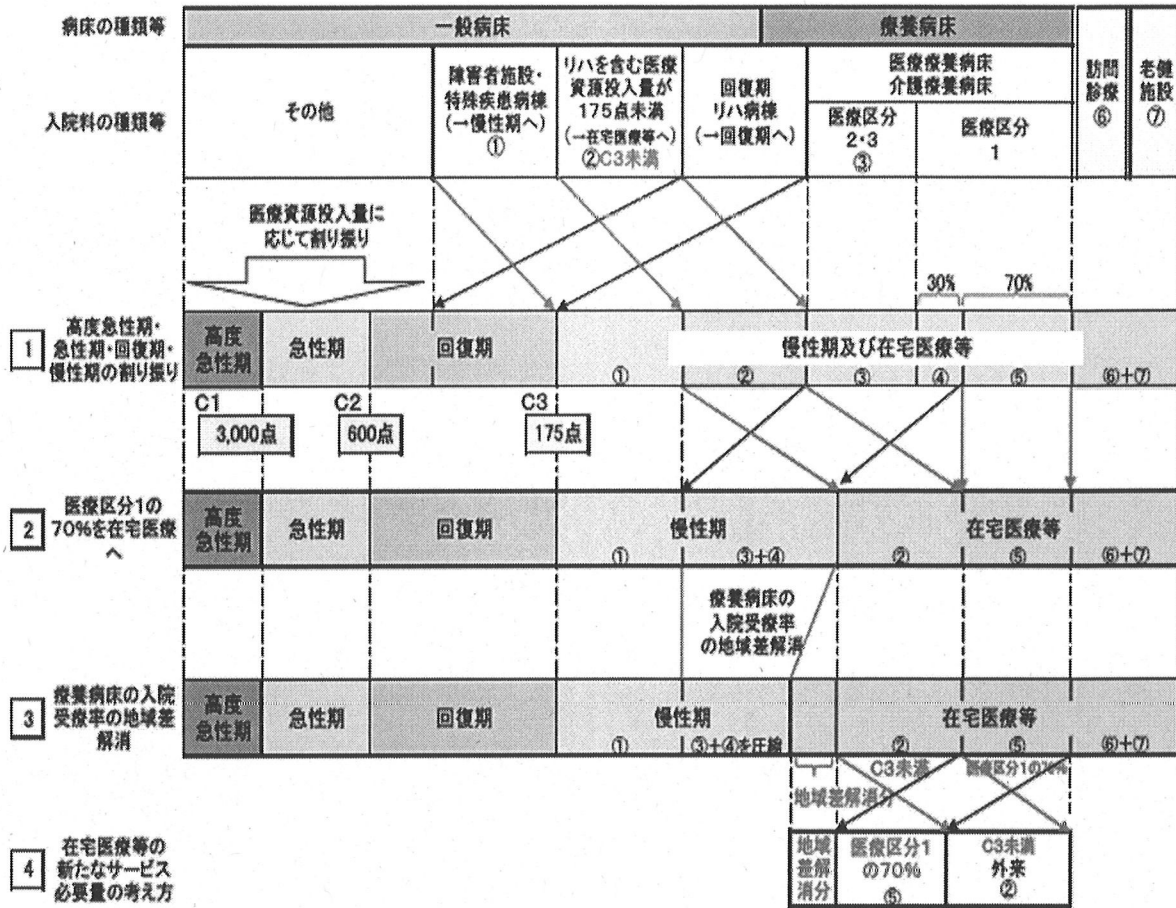 病床の種類等
一般病床
療養病床
入院料の種類等
その他
障害者施設・
特殊疾患病棟
(→慢性期へ)
①
リハを含む医療
資源投入量が
175点未満
(→在宅医療等へ)
②C3未満
回復期
リハ病棟
(→回復期へ)
医療療養病床
介護療養病床
医療区分
2・3
③
医療区分
1
訪問
診療
⑥
老健
施設
⑦
医療資源投入量に
応じて割り振り
30%
70%
1
高度急性期・
急性期・回復期・
慢性期の割り振り
高度
急性期
急性期
回復期
慢性期及び在宅医療等
①
②
③
④
⑤
⑥+⑦
C1
3,000点
C2
600点
C3
175点
2
医療区分1の
70%を在宅医療
へ
高度
急性期
急性期
回復期
慢性期
在宅医療等
①
③+④
②
⑤
⑥+⑦
療養病床の
入院受療率
の地域差解消
3
療養病床の入院
受療率の地域差
解消
高度
急性期
急性期
回復期
慢性期
在宅医療等
①
③+④を圧縮
②
⑤
⑥+⑦
C3未満
医療区分1の70%
地域差解消分
4
在宅医療等の
新たなサービス
必要量の考え方
地域
差解
消分
医療区分1
の70%
⑤
C3未満
外来
②